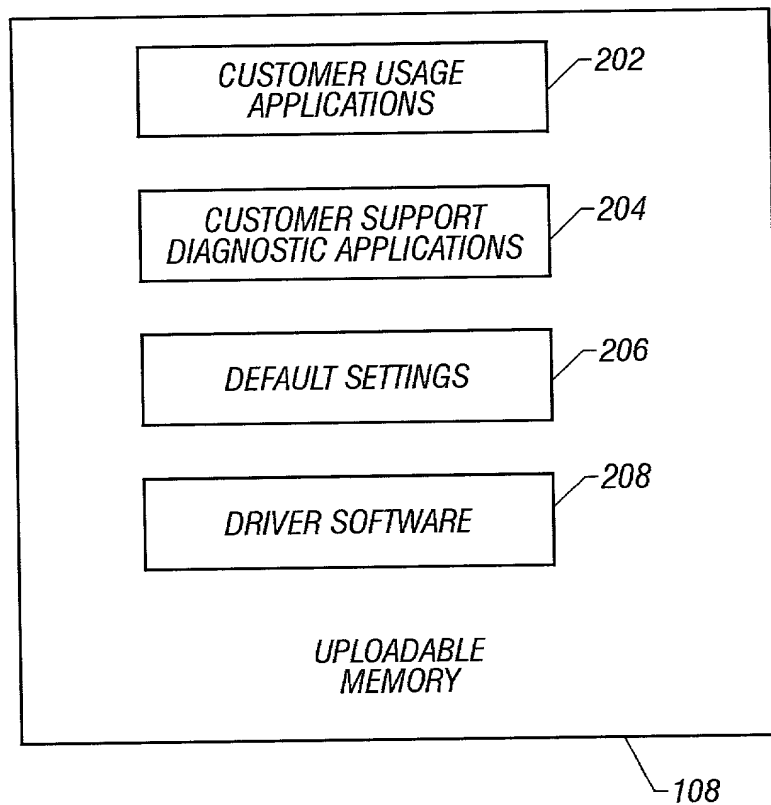 CUSTOMER USAGE
APPLICATIONS
202
CUSTOMER SUPPORT
DIAGNOSTIC APPLICATIONS
204
DEFAULT SETTINGS
206
DRIVER SOFTWARE
208
UPLOADABLE
MEMORY
108